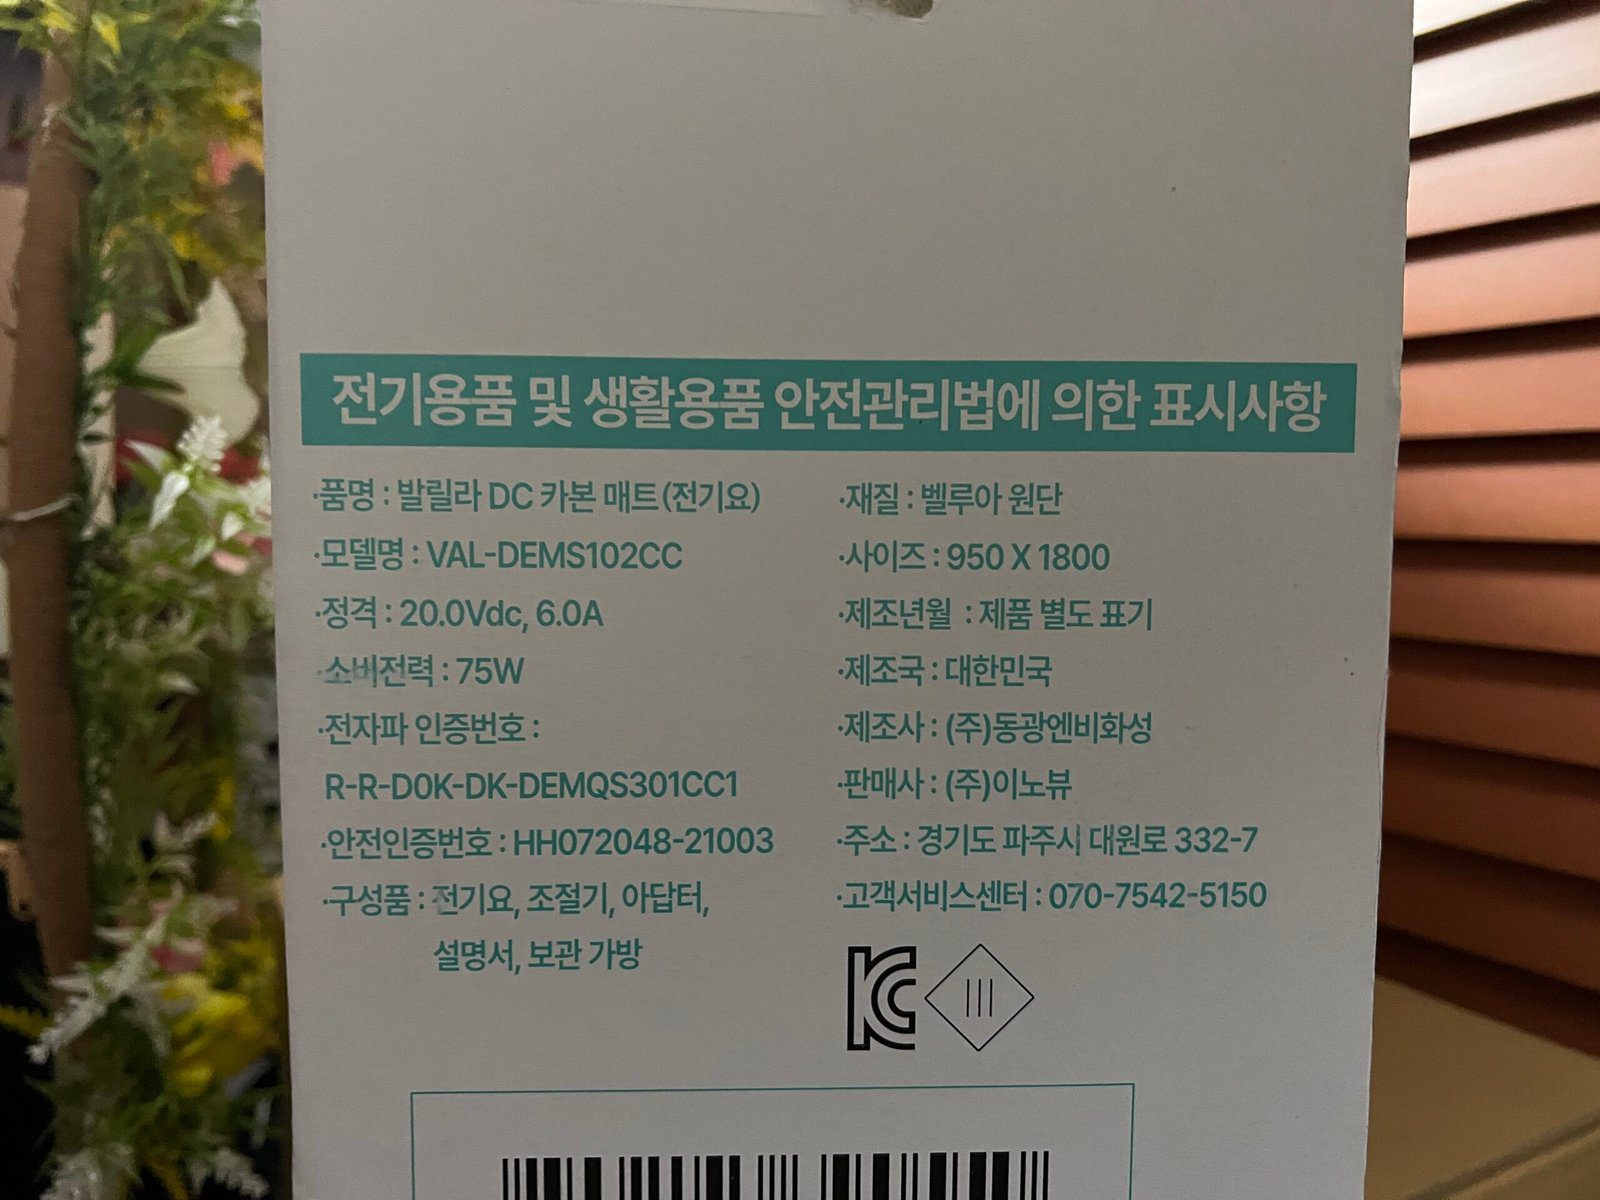 전기용품 및 생활용품 안전관리법에 의한 표시사항
·품명 : 발릴라 DC 카본 매트(전기요)
·모델명 : VAL-DEMS102CC
·정격 : 20.0Vdc, 6.0A
·소비전력 : 75W
·전자파 인증번호 :
R-R-D0K-DK-DEMQS301CC1
·안전인증번호 : HH072048-21003
·구성품 : 전기요, 조절기, 아답터,
설명서, 보관 가방
·재질 : 벨루아 원단
·사이즈 : 950 X 1800
·제조년월 : 제품 별도 표기
·제조국 : 대한민국
·제조사 : (주)동광엔비화성
·판매사 : (주)이노뷰
·주소 : 경기도 파주시 대원로 332-7
·고객서비스센터 : 070-7542-5150
KC
III